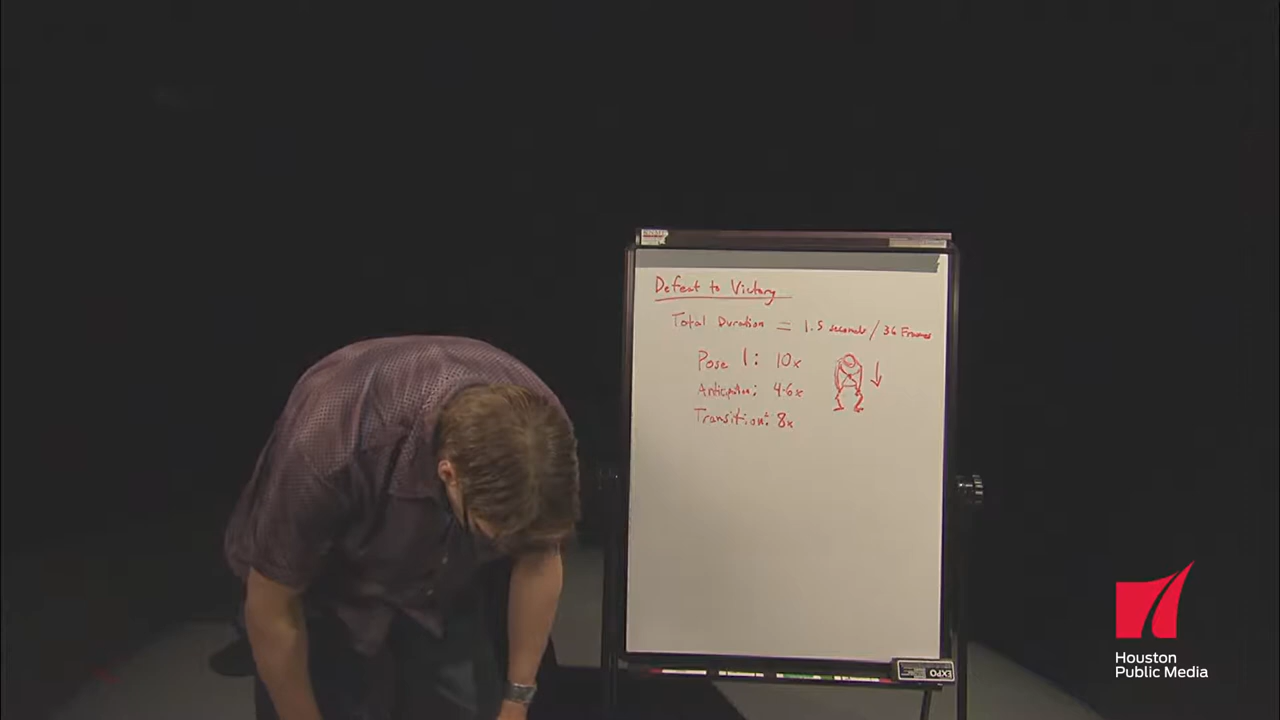 Defeat to Victory
Total Duration = 1.5 seconds / 36 Frames
Pose 1: 10x
Anticipation: 4-6x
Transition: 8x
EXPO
Houston
Public Media